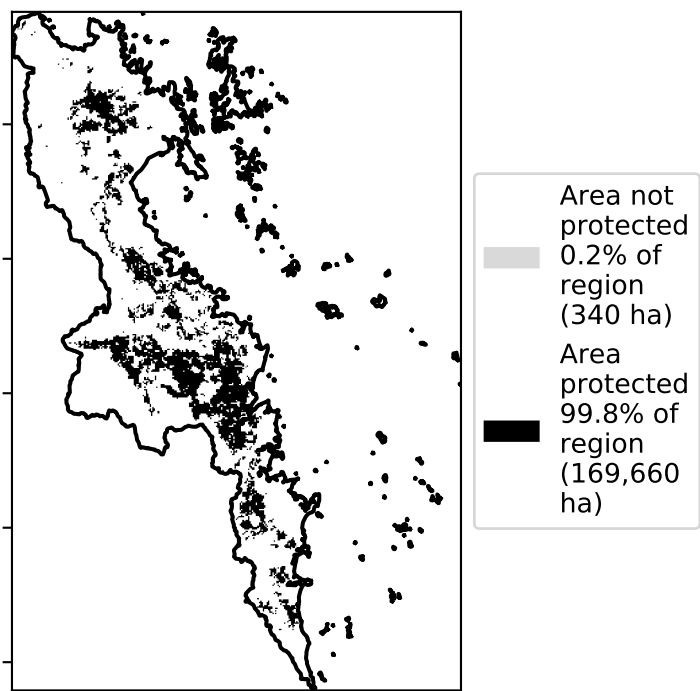 Area not
protected
0.2% of
region
(340 ha)
Area
protected
99.8% of
region
(169,660
ha)